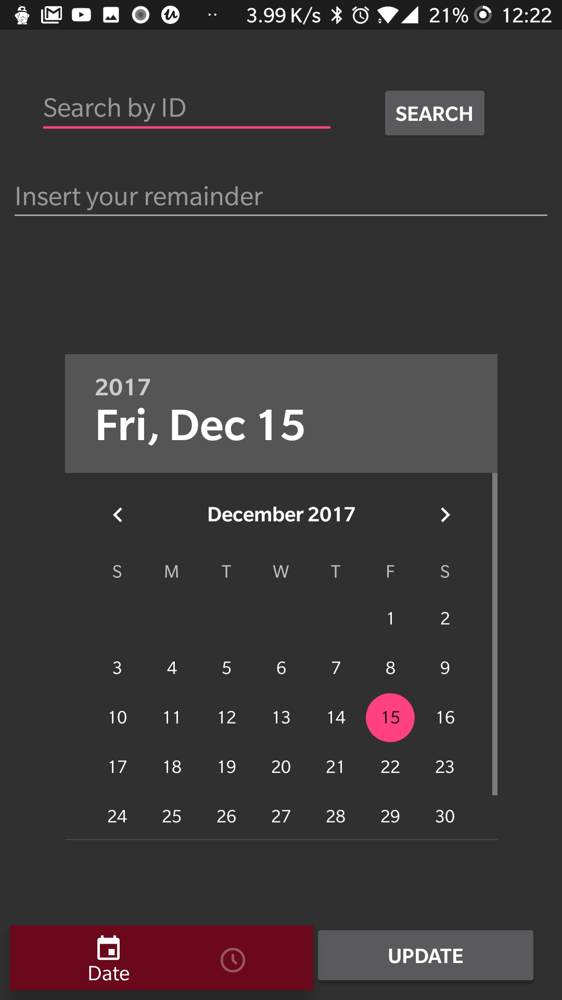 3.99 K/s 21% 12:22
Search by ID
SEARCH
Insert your remainder
2017
Fri, Dec 15
December 2017
S M T W T F S
1 2
3 4 5 6 7 8 9
10 11 12 13 14 15 16
17 18 19 20 21 22 23
24 25 26 27 28 29 30
Date
UPDATE